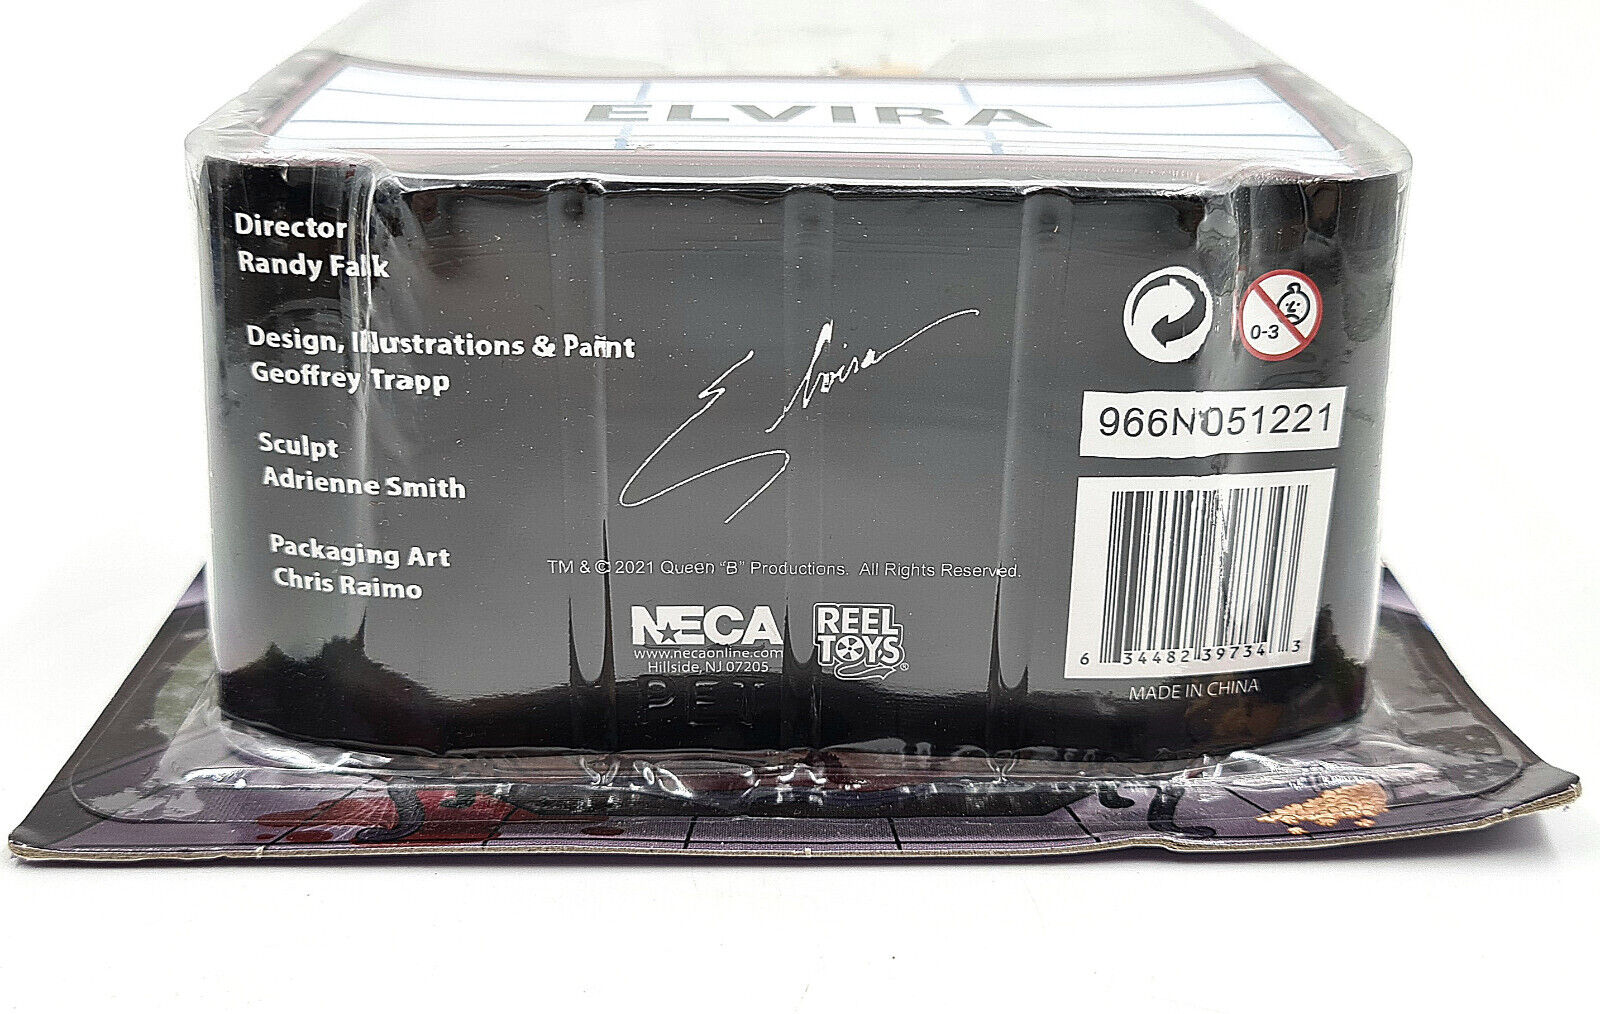 ELVIRA
Director
Randy Falk
Design, Illustrations & Paint
Geoffrey Trapp
Sculpt
Adrienne Smith
Packaging Art
Chris Raimo
Elvira
0-3
966N051221
TM & © 2021 Queen "B" Productions. All Rights Reserved.
NECA
www.necaonline.com
Hillside, NJ 07205
REEL
TOYS®
6 34482 39734 3
MADE IN CHINA